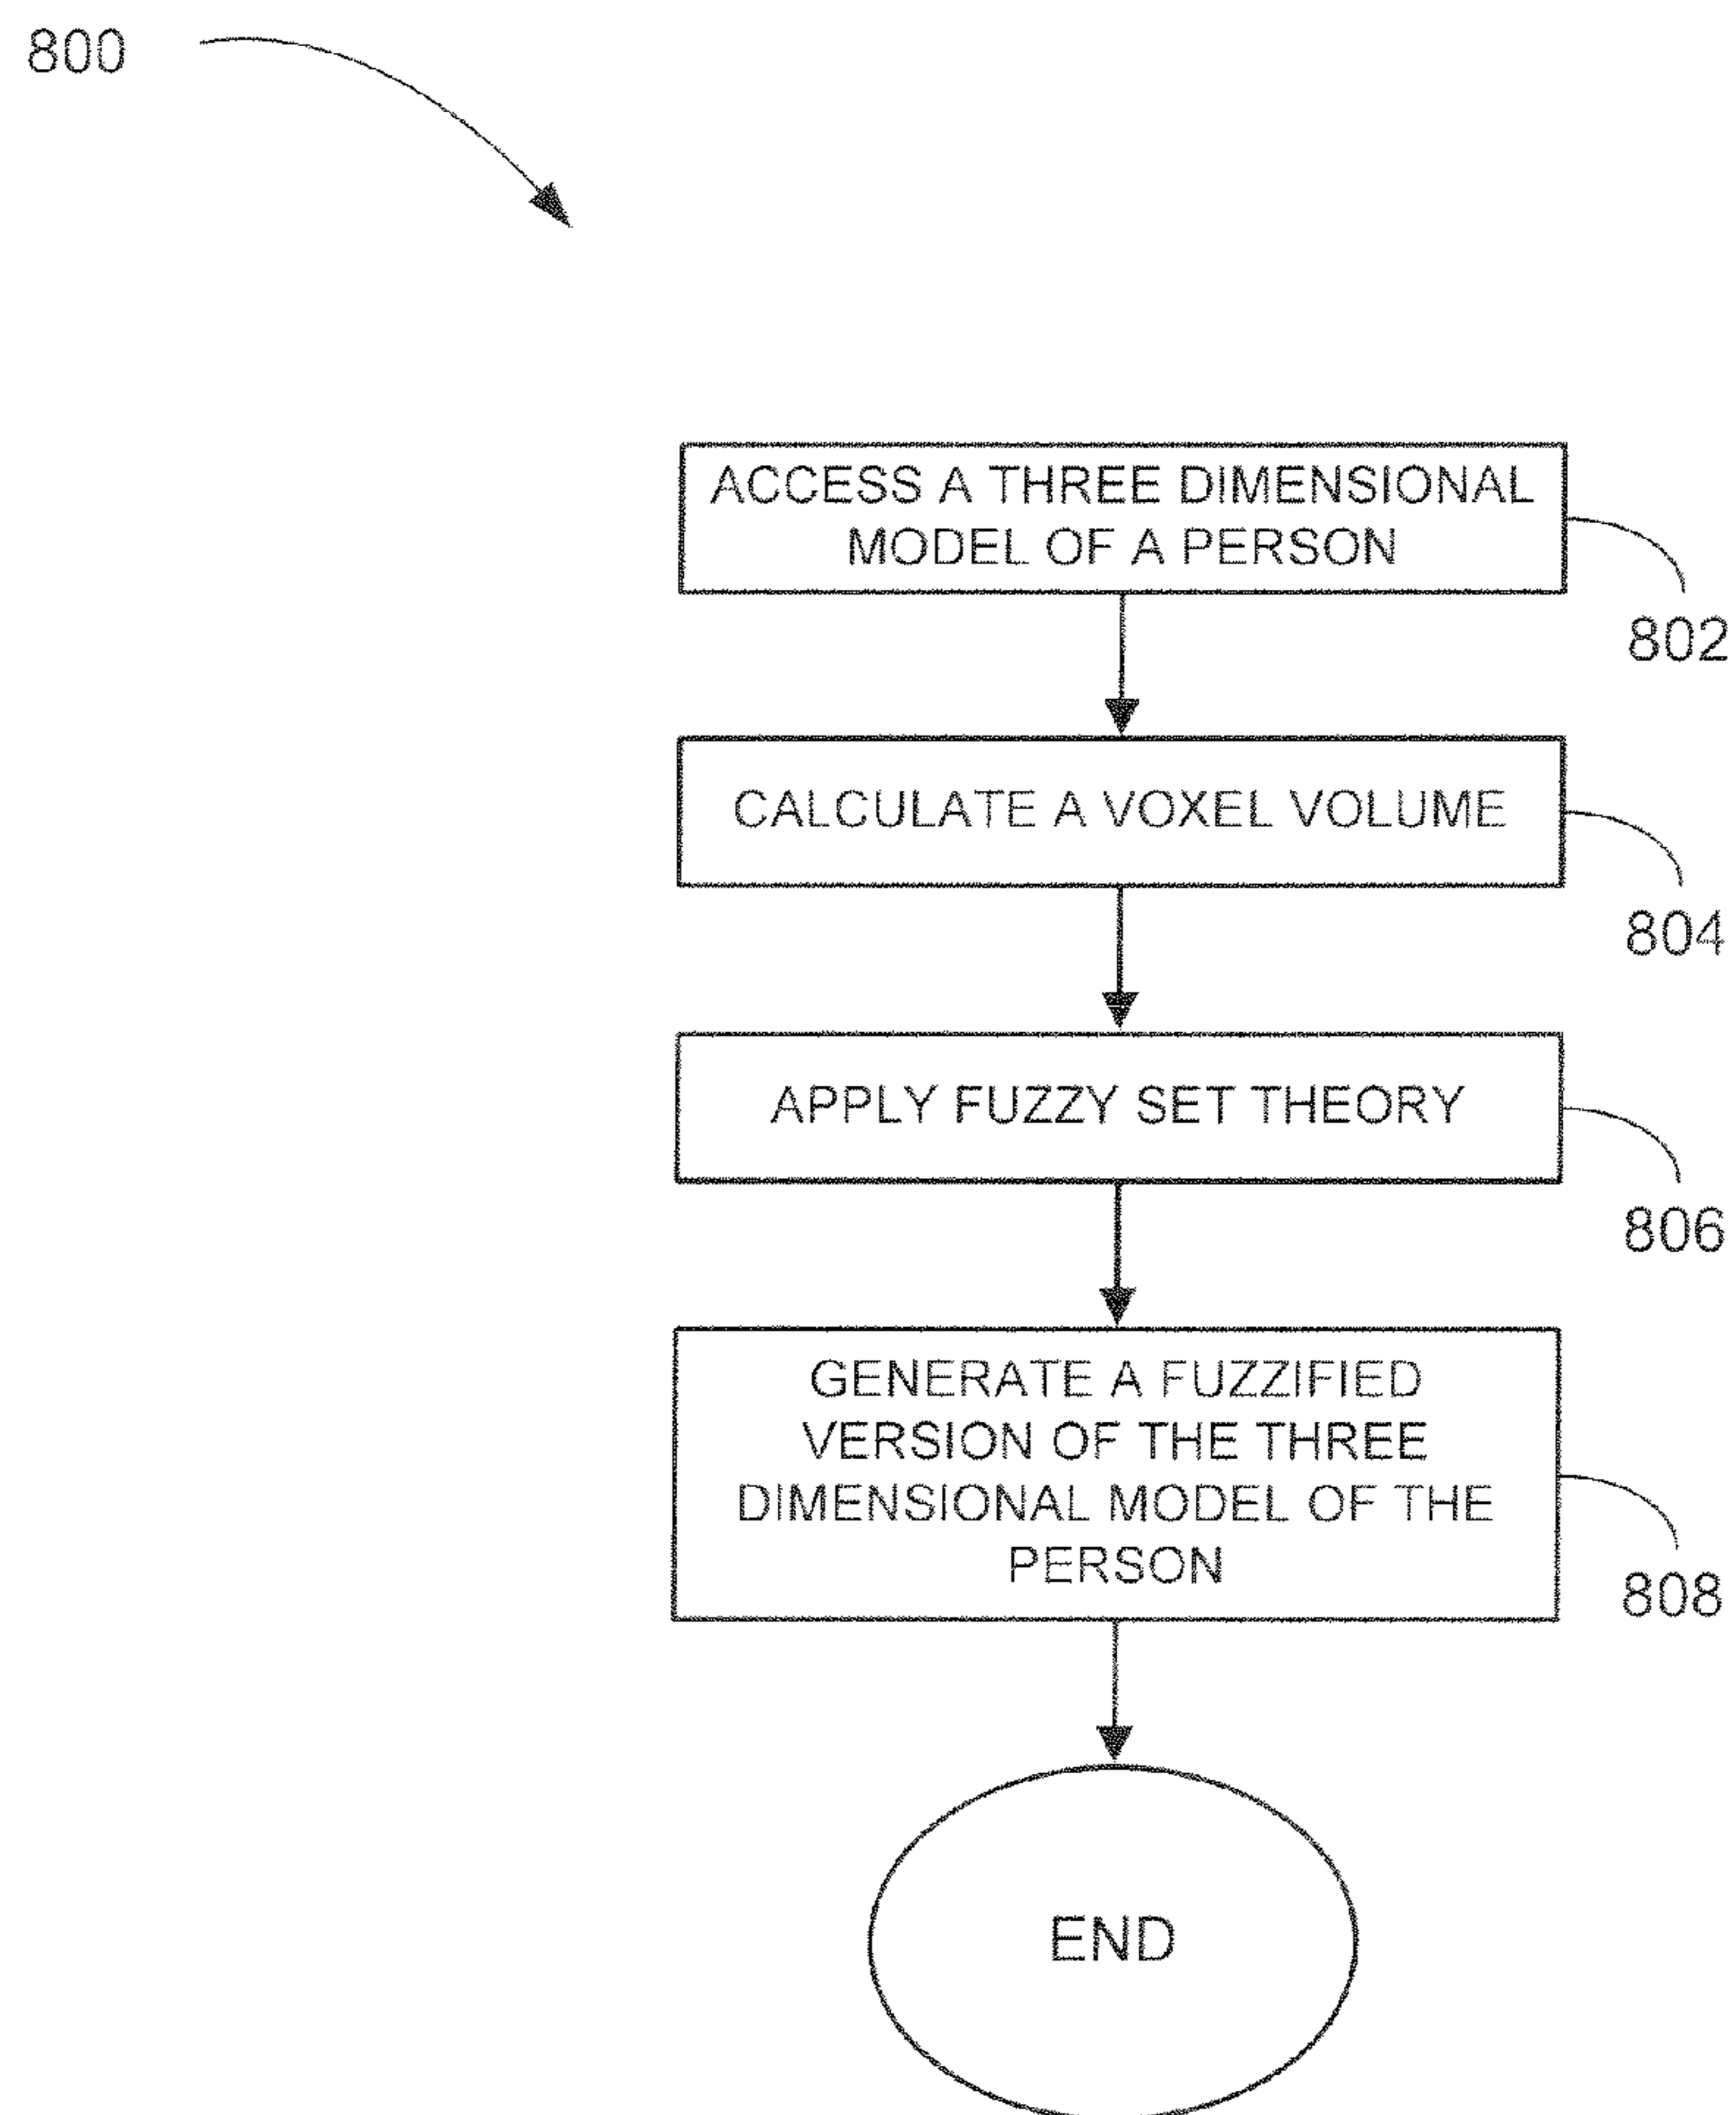 800
ACCESS A THREE DIMENSIONAL
MODEL OF A PERSON
802
CALCULATE A VOXEL VOLUME
804
APPLY FUZZY SET THEORY
806
GENERATE A FUZZIFIED
VERSION OF THE THREE
DIMENSIONAL MODEL OF THE
PERSON
808
END